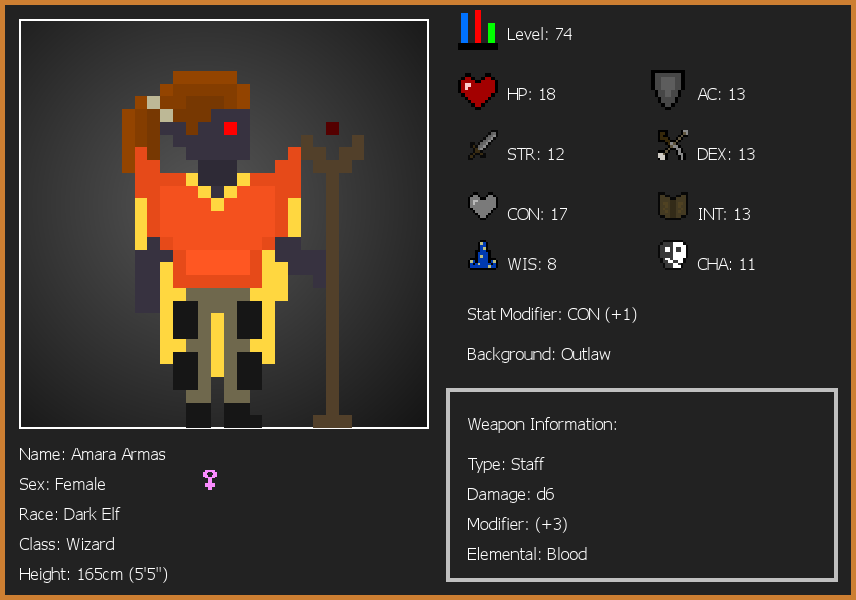 Level: 74
HP: 18
AC: 13
STR: 12
DEX: 13
CON: 17
INT: 13
WIS: 8
CHA: 11
Stat Modifier: CON (+1)
Background: Outlaw
Weapon Information:
Type: Staff
Damage: d6
Modifier: (+3)
Elemental: Blood
Name: Amara Armas
Sex: Female
Race: Dark Elf
Class: Wizard
Height: 165cm (5'5")